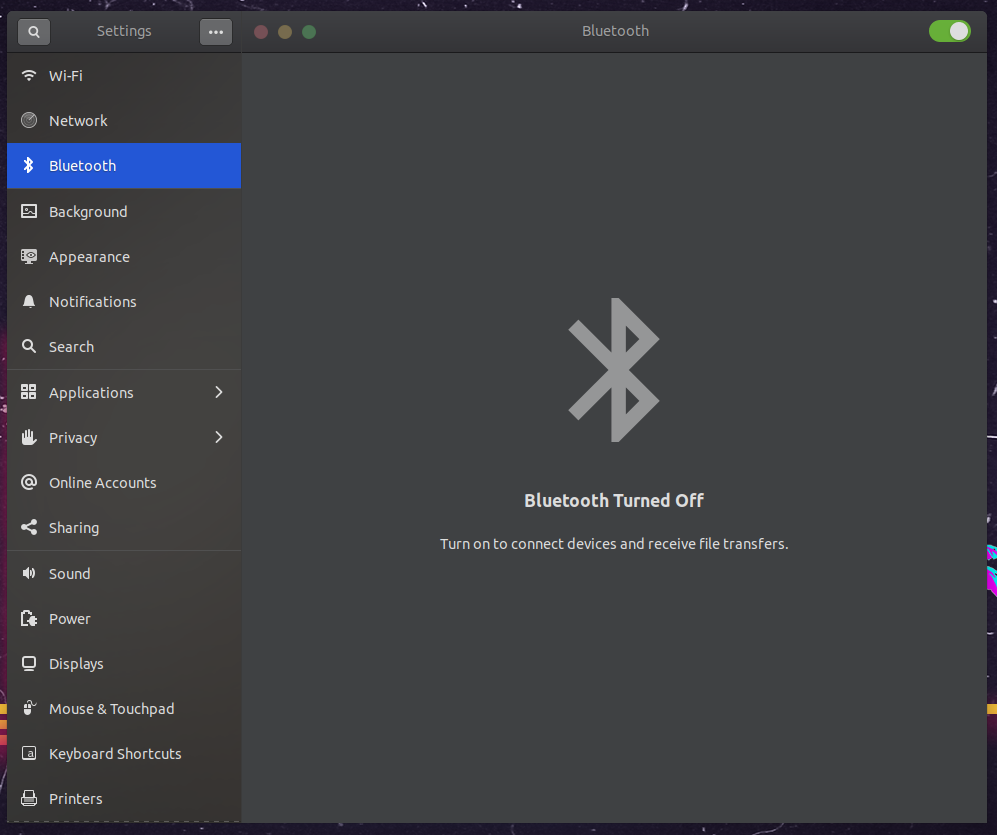 Settings
Bluetooth
Wi-Fi
Network
Bluetooth
Background
Appearance
Notifications
Search
Applications
Privacy
Online Accounts
Sharing
Sound
Power
Displays
Mouse & Touchpad
Keyboard Shortcuts
Printers
Bluetooth Turned Off
Turn on to connect devices and receive file transfers.